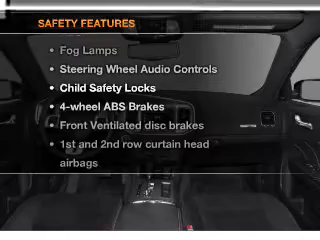 SAFETY FEATURES
• Fog Lamps
• Steering Wheel Audio Controls
• Child Safety Locks
• 4-wheel ABS Brakes
• Front Ventilated disc brakes
• 1st and 2nd row curtain head
airbags